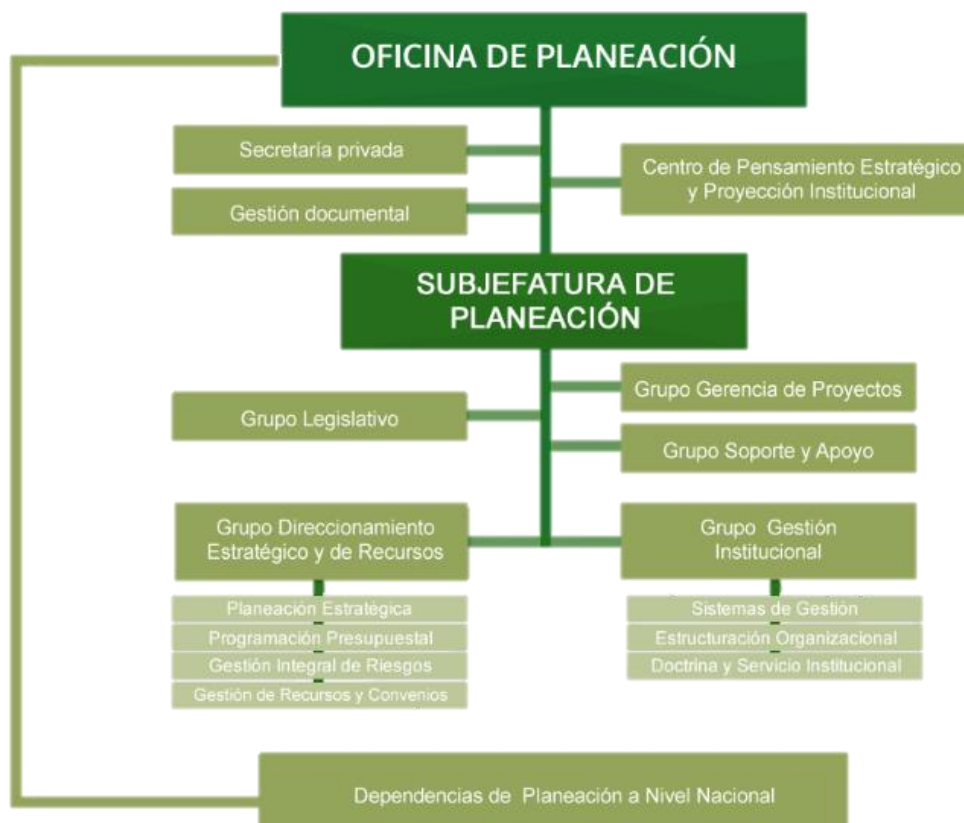 OFICINA DE PLANEACIÓN
Secretaría privada
Centro de Pensamiento Estratégico
y Proyección Institucional
Gestión documental
SUBJEFATURA DE
PLANEACIÓN
Grupo Gerencia de Proyectos
Grupo Legislativo
Grupo Soporte y Apoyo
Grupo Direccionamiento
Estratégico y de Recursos
Grupo Gestión
Institucional
Planeación Estratégica
Programación Presupuestal
Gestión Integral de Riesgos
Gestión de Recursos y Convenios
Sistemas de Gestión
Estructuración Organizacional
Doctrina y Servicio Institucional
Dependencias de Planeación a Nivel Nacional